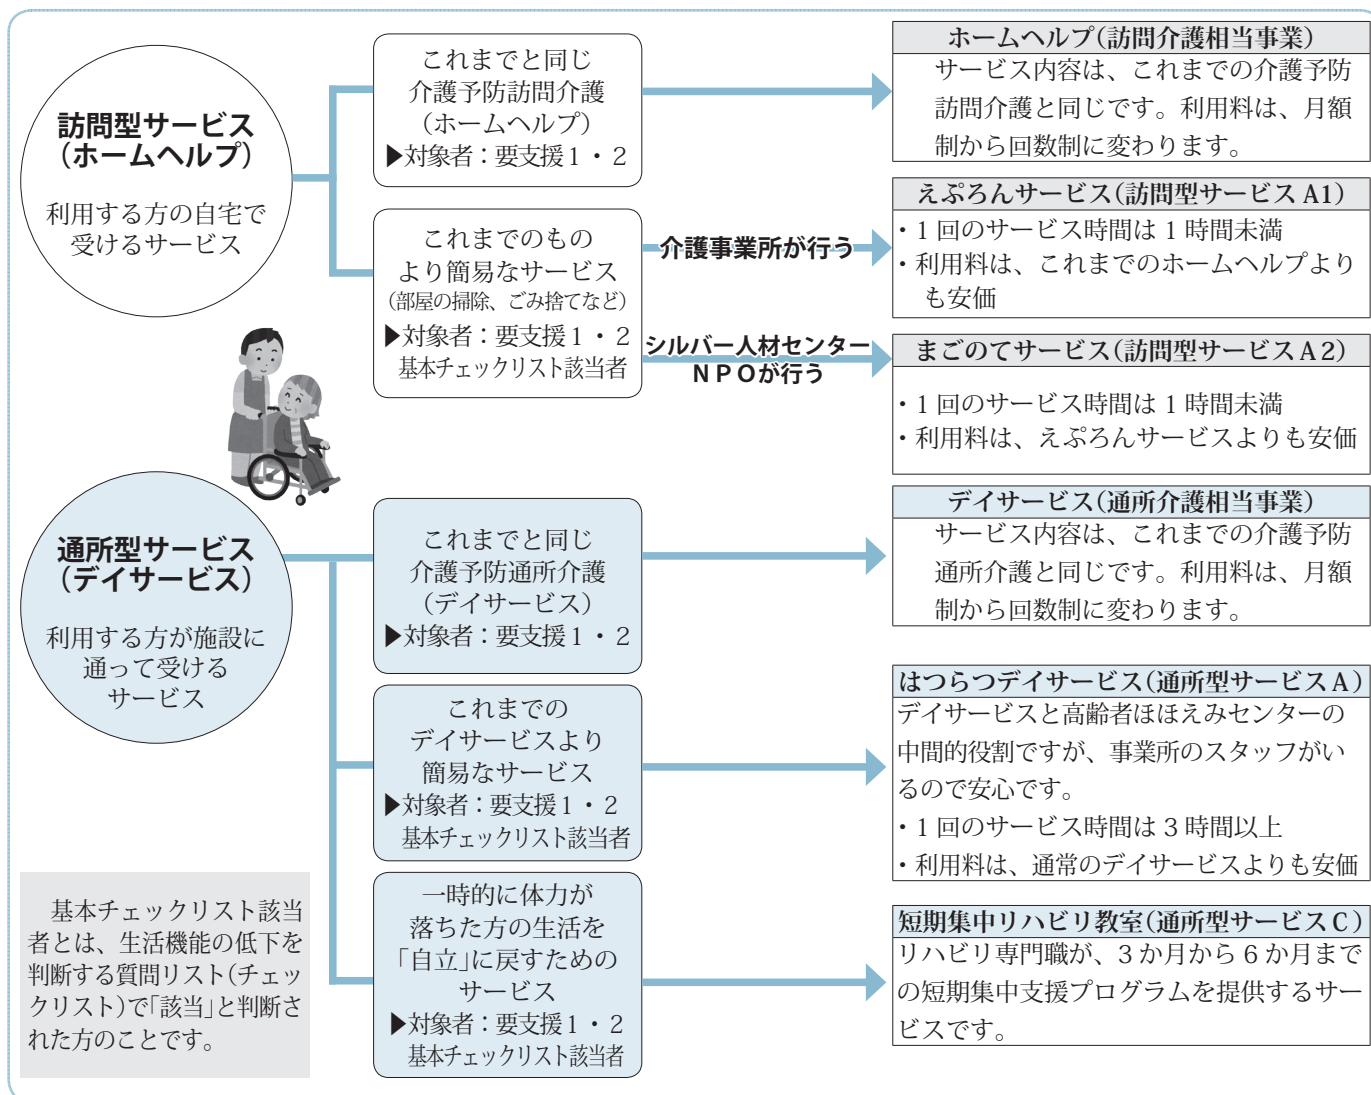 訪問型サービス
(ホームヘルプ)
利用する方の自宅で
受けるサービス
これまでと同じ
介護予防訪問介護
(ホームヘルプ)
▶対象者：要支援１・２
ホームヘルプ(訪問介護相当事業)
サービス内容は、これまでの介護予防
訪問介護と同じです。利用料は、月額
制から回数制に変わります。
これまでのもの
より簡易なサービス
(部屋の掃除、ごみ捨てなど)
▶対象者：要支援１・２
基本チェックリスト該当者
介護事業所が行う
えぷろんサービス(訪問型サービス A1)
・1 回のサービス時間は 1 時間未満
・利用料は、これまでのホームヘルプより
も安価
シルバー人材センター
ＮＰＯが行う
まごのてサービス(訪問型サービスＡ２)
・1 回のサービス時間は 1 時間未満
・利用料は、えぷろんサービスよりも安価
通所型サービス
(デイサービス)
利用する方が施設に
通って受ける
サービス
これまでと同じ
介護予防通所介護
(デイサービス)
▶対象者：要支援１・２
デイサービス(通所介護相当事業)
サービス内容は、これまでの介護予防
通所介護と同じです。利用料は、月額
制から回数制に変わります。
これまでの
デイサービスより
簡易なサービス
▶対象者：要支援１・２
基本チェックリスト該当者
はつらつデイサービス(通所型サービスＡ)
デイサービスと高齢者ほほえみセンターの
中間的役割ですが、事業所のスタッフがい
るので安心です。
・1 回のサービス時間は 3 時間以上
・利用料は、通常のデイサービスよりも安価
一時的に体力が
落ちた方の生活を
「自立」に戻すための
サービス
▶対象者：要支援１・２
基本チェックリスト該当者
短期集中リハビリ教室(通所型サービスＣ)
リハビリ専門職が、3 か月から 6 か月まで
の短期集中支援プログラムを提供するサー
ビスです。
基本チェックリスト該当
者とは、生活機能の低下を
判断する質問リスト(チェッ
クリスト)で「該当」と判断さ
れた方のことです。